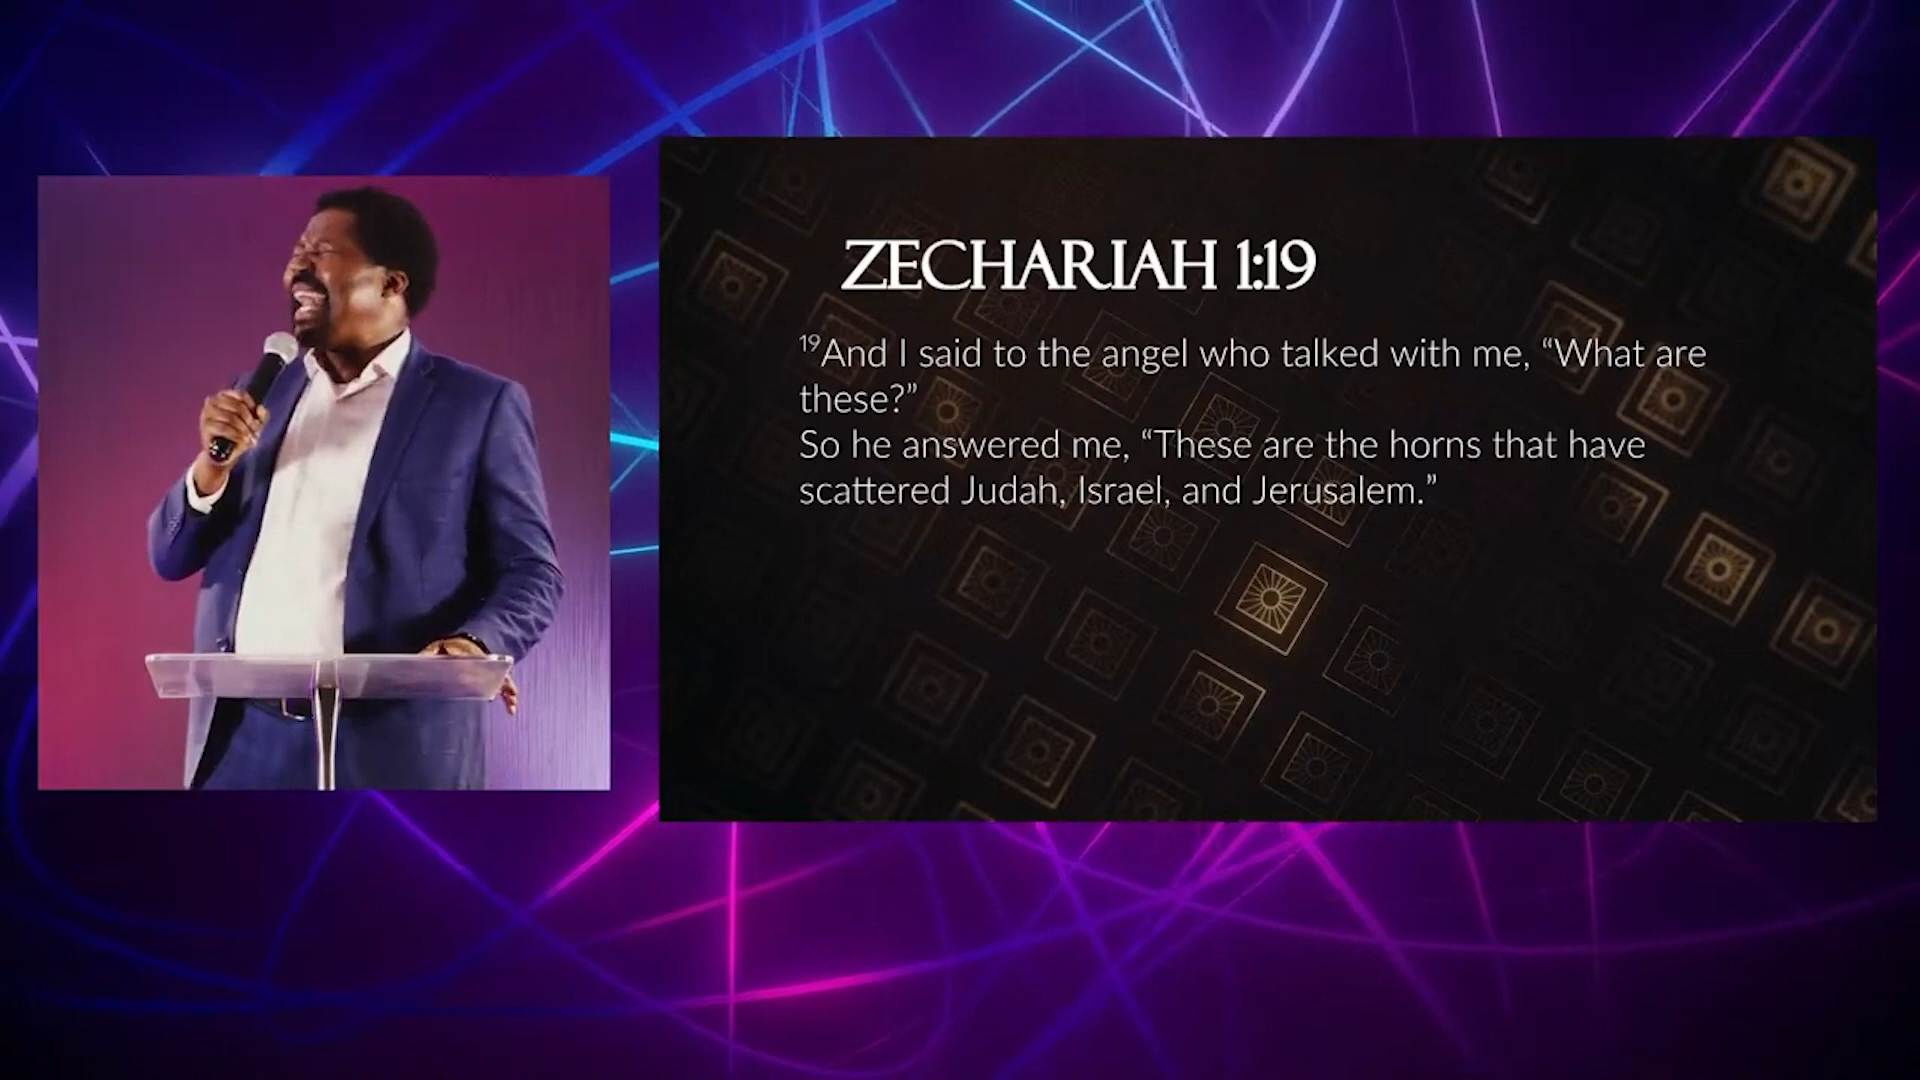 ZECHARIAH 1:19
¹⁹And I said to the angel who talked with me, “What are
these?”
So he answered me, “These are the horns that have
scattered Judah, Israel, and Jerusalem.”